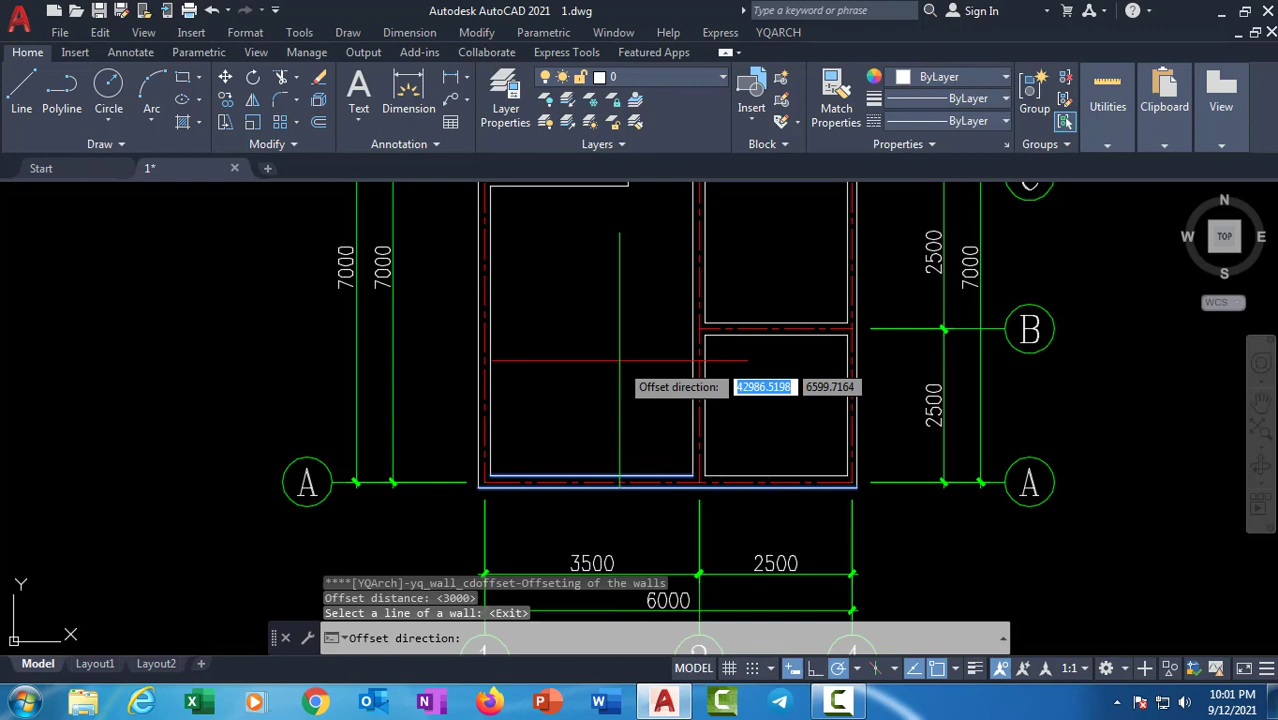 Autodesk AutoCAD 2021 1.dwg
Type a keyword or phrase
Sign In
File Edit View Insert Format Tools Draw Dimension Modify Parametric Window Help Express YQARCH
Home Insert Annotate Parametric View Manage Output Add-ins Collaborate Express Tools Featured Apps
0
ByLayer
ByLayer
ByLayer
Line Polyline Circle Arc
Text Dimension
Layer Properties
Insert
Match Properties
Group
Utilities Clipboard View
Draw Modify Annotation Layers Block Properties Groups
Start 1*
N
W TOP E
S
WCS
7000
7000
2500
7000
B
2500
Offset direction: 42986.5198 6599.7164
A
A
3500
2500
6000
****[YQArch]-yq_wall_cdoffset-Offseting of the walls
Offset distance: <3000>
Select a line of a wall: <Exit>
Offset direction:
Y
X
Model Layout1 Layout2
MODEL
1:1
10:01 PM
9/12/2021